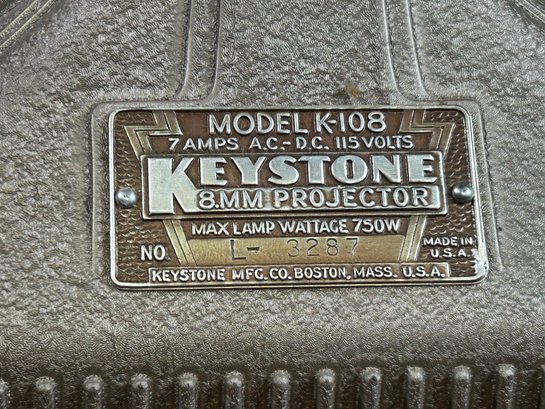 MODEL K-108
7 AMPS A.C.-D.C. 115 VOLTS
KEYSTONE
8.MM PROJECTOR
MAX LAMP WATTAGE 750W
NO. L- 3287 MADE IN
U.S.A.
KEYSTONE MFG. CO. BOSTON, MASS. U.S.A.